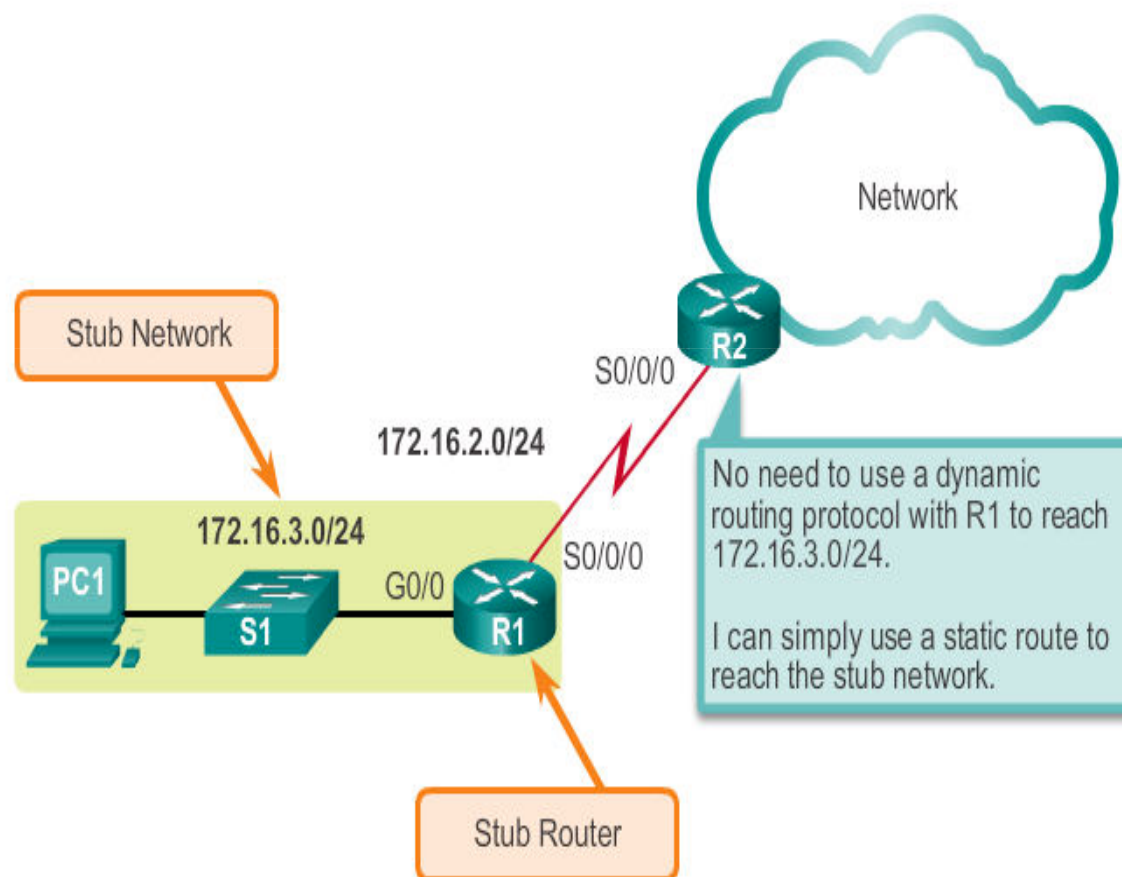 Network
Stub Network
R2
S0/0/0
172.16.2.0/24
No need to use a dynamic
routing protocol with R1 to reach
172.16.3.0/24.
I can simply use a static route to
reach the stub network.
172.16.3.0/24
S0/0/0
PC1
G0/0
S1
R1
Stub Router